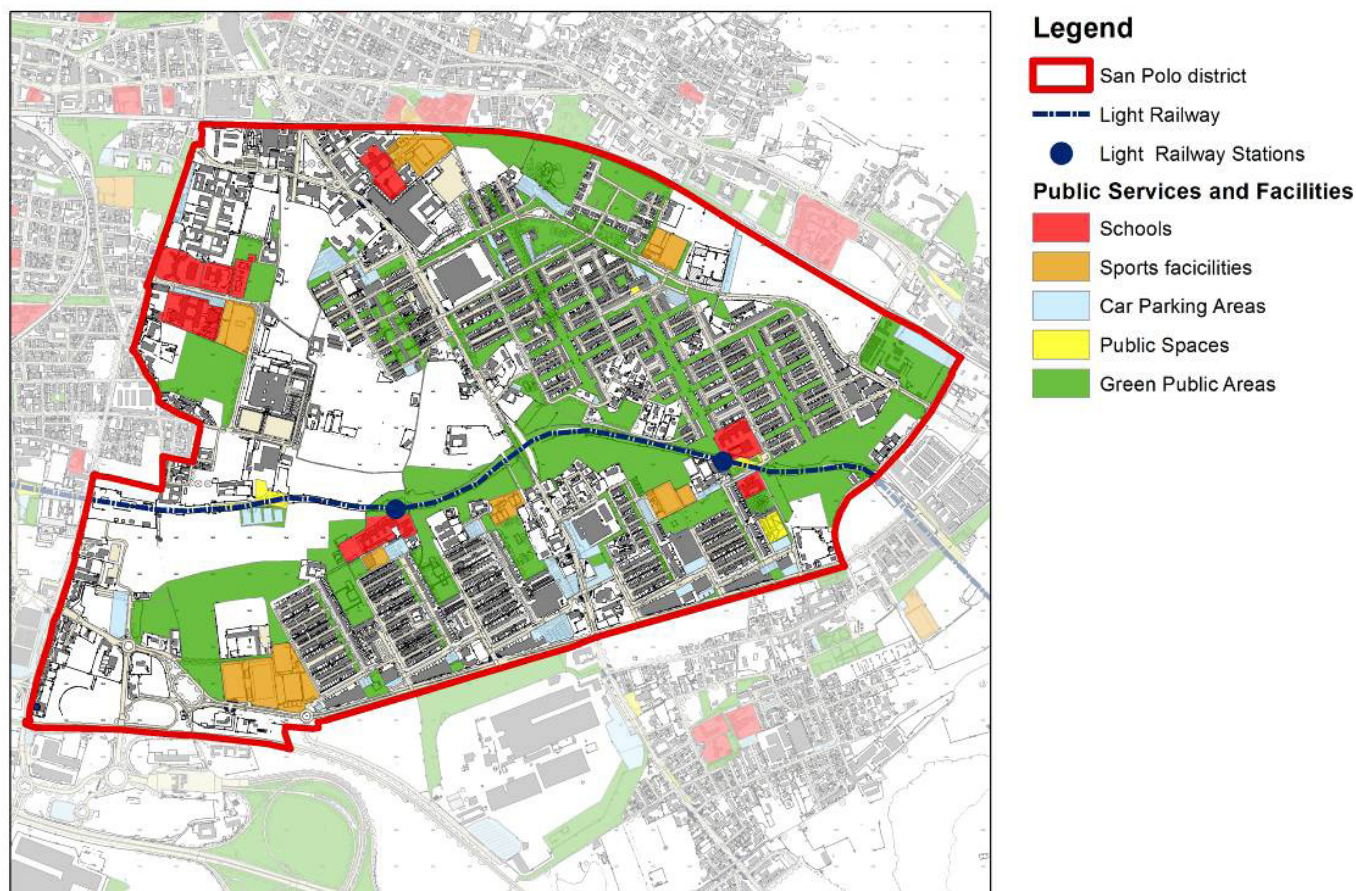 Legend
San Polo district
Light Railway
Light Railway Stations
Public Services and Facilities
Schools
Sports facicilities
Car Parking Areas
Public Spaces
Green Public Areas